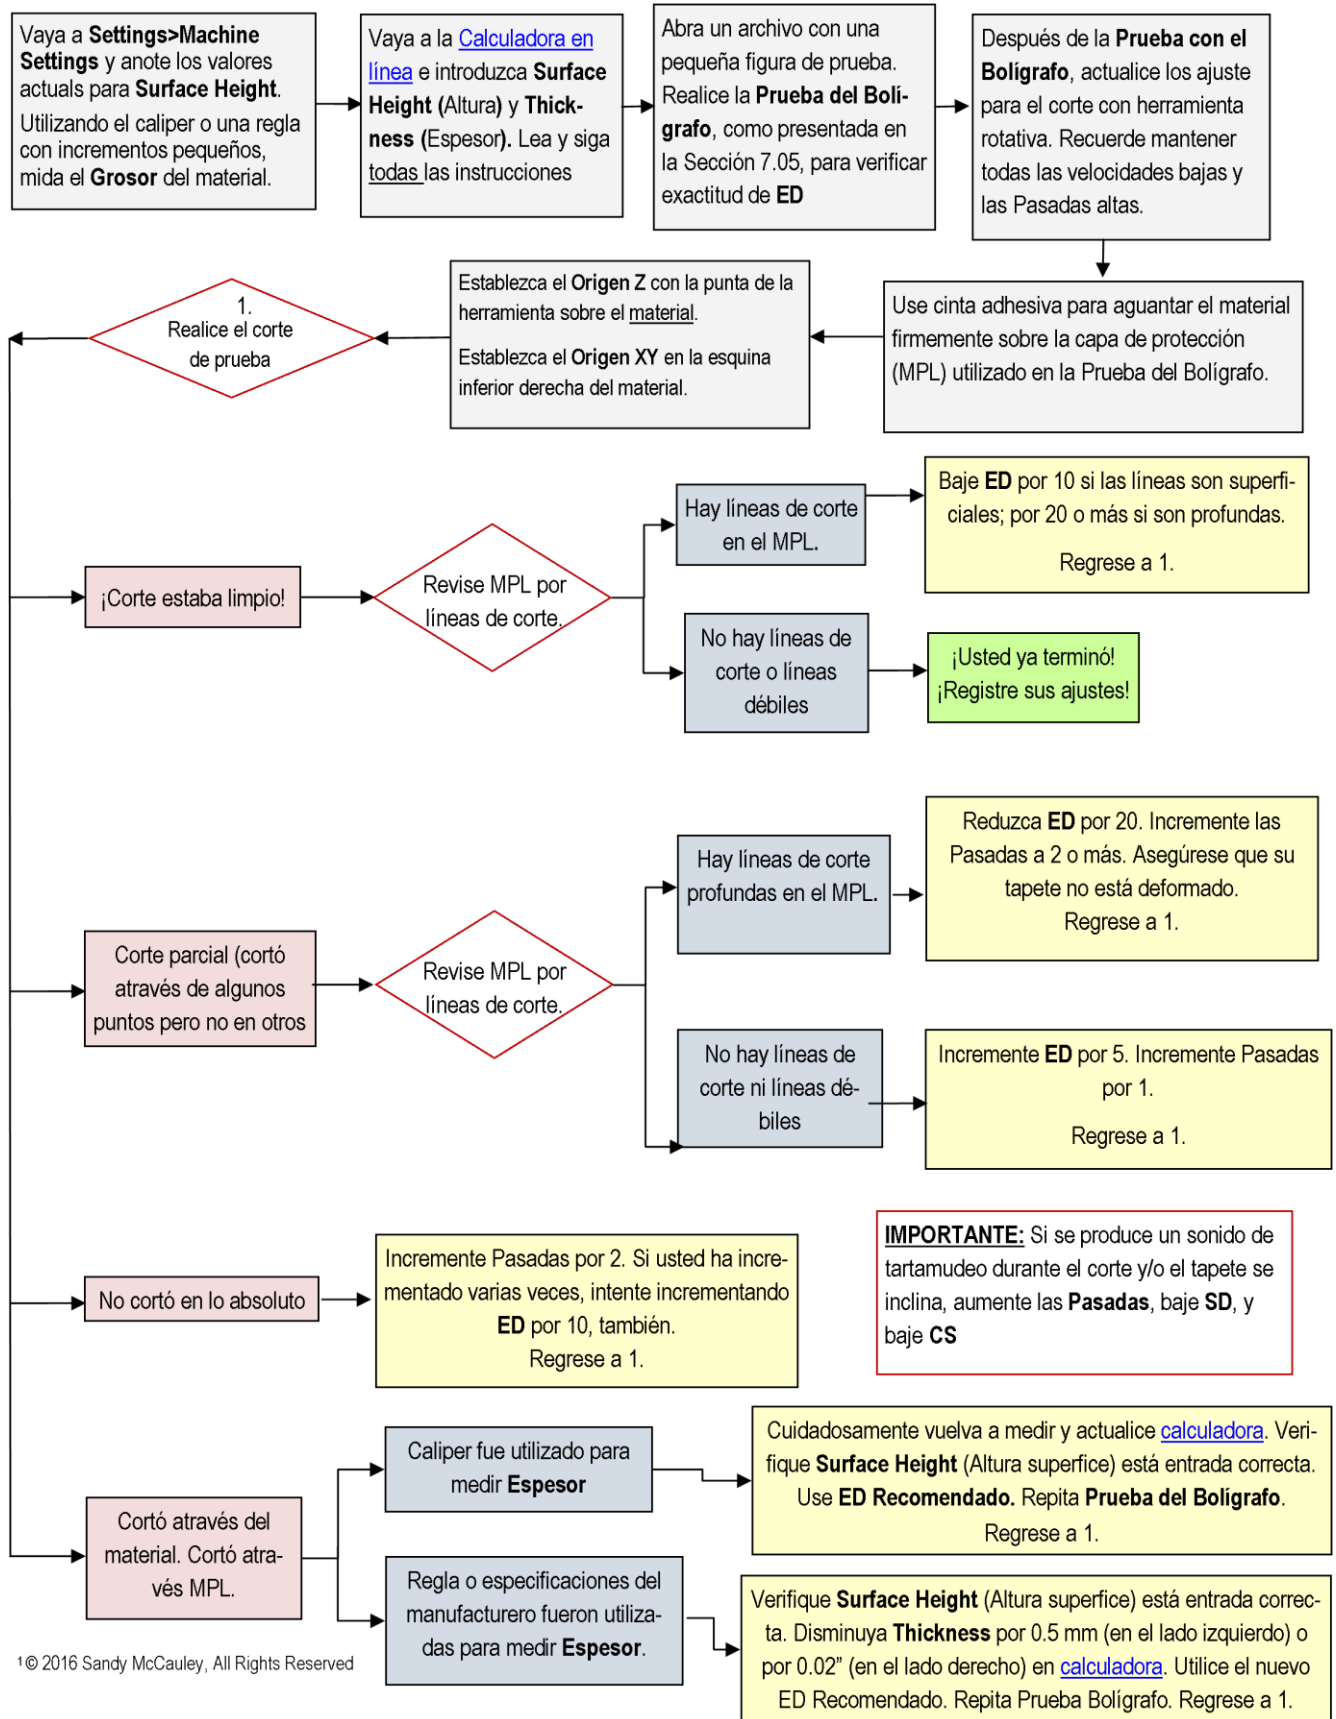 Vaya a Settings>Machine
Settings y anote los valores
actuals para Surface Height.
Utilizando el caliper o una regla
con incrementos pequeños,
mida el Grosor del material.
Vaya a la Calculadora en
línea e introduzca Surface
Height (Altura) y Thick-
ness (Espesor). Lea y siga
todas las instrucciones
Abra un archivo con una
pequeña figura de prueba.
Realice la Prueba del Bolí-
grafo, como presentada en
la Sección 7.05, para verificar
exactitud de ED
Después de la Prueba con el
Bolígrafo, actualice los ajuste
para el corte con herramienta
rotativa. Recuerde mantener
todas las velocidades bajas y
las Pasadas altas.
Use cinta adhesiva para aguantar el material
firmemente sobre la capa de protección
(MPL) utilizado en la Prueba del Bolígrafo.
Establezca el Origen Z con la punta de la
herramienta sobre el material.
Establezca el Origen XY en la esquina
inferior derecha del material.
1.
Realice el corte
de prueba
¡Corte estaba limpio!
Revise MPL por
líneas de corte.
Hay líneas de corte
en el MPL.
Baje ED por 10 si las líneas son superfi-
ciales; por 20 o más si son profundas.
Regrese a 1.
No hay líneas de
corte o líneas
débiles
¡Usted ya terminó!
¡Registre sus ajustes!
Corte parcial (cortó
através de algunos
puntos pero no en otros
Revise MPL por
líneas de corte.
Hay líneas de corte
profundas en el MPL.
Reduzca ED por 20. Incremente las
Pasadas a 2 o más. Asegúrese que su
tapete no está deformado.
Regrese a 1.
No hay líneas de
corte ni líneas dé-
biles
Incremente ED por 5. Incremente Pasadas
por 1.
Regrese a 1.
No cortó en lo absoluto
Incremente Pasadas por 2. Si usted ha incre-
mentado varias veces, intente incrementando
ED por 10, también.
Regrese a 1.
IMPORTANTE: Si se produce un sonido de
tartamudeo durante el corte y/o el tapete se
inclina, aumente las Pasadas, baje SD, y
baje CS
Cortó através del
material. Cortó atra-
vés MPL.
Caliper fue utilizado para
medir Espesor
Cuidadosamente vuelva a medir y actualice calculadora. Veri-
fique Surface Height (Altura superfice) está entrada correcta.
Use ED Recomendado. Repita Prueba del Bolígrafo.
Regrese a 1.
Regla o especificaciones del
manufacturero fueron utiliza-
das para medir Espesor.
Verifique Surface Height (Altura superfice) está entrada correc-
ta. Disminuya Thickness por 0.5 mm (en el lado izquierdo) o
por 0.02” (en el lado derecho) en calculadora. Utilice el nuevo
ED Recomendado. Repita Prueba Bolígrafo. Regrese a 1.
¹© 2016 Sandy McCauley, All Rights Reserved